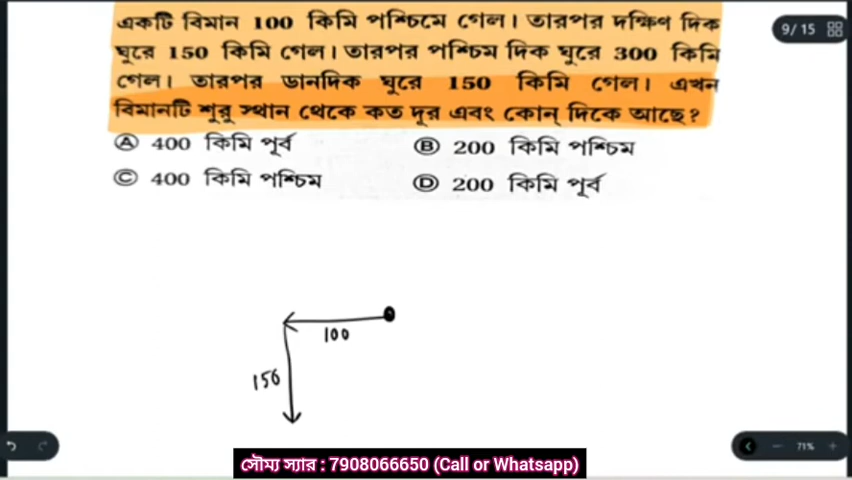 একটি বিমান 100 কিমি পশ্চিমে গেল। তারপর দক্ষিণ দিক
ঘুরে 150 কিমি গেল। তারপর পশ্চিম দিক ঘুরে 300 কিমি
গেল। তারপর ডানদিক ঘুরে 150 কিমি গেল। এখন
বিমানটি শুরু স্থান থেকে কত দূর এবং কোন্ দিকে আছে?
Ⓐ 400 কিমি পূর্ব Ⓑ 200 কিমি পশ্চিম
Ⓒ 400 কিমি পশ্চিম Ⓓ 200 কিমি পূর্ব
9/15
100
150
71%
সৌম্য স্যার : 7908066650 (Call or Whatsapp)